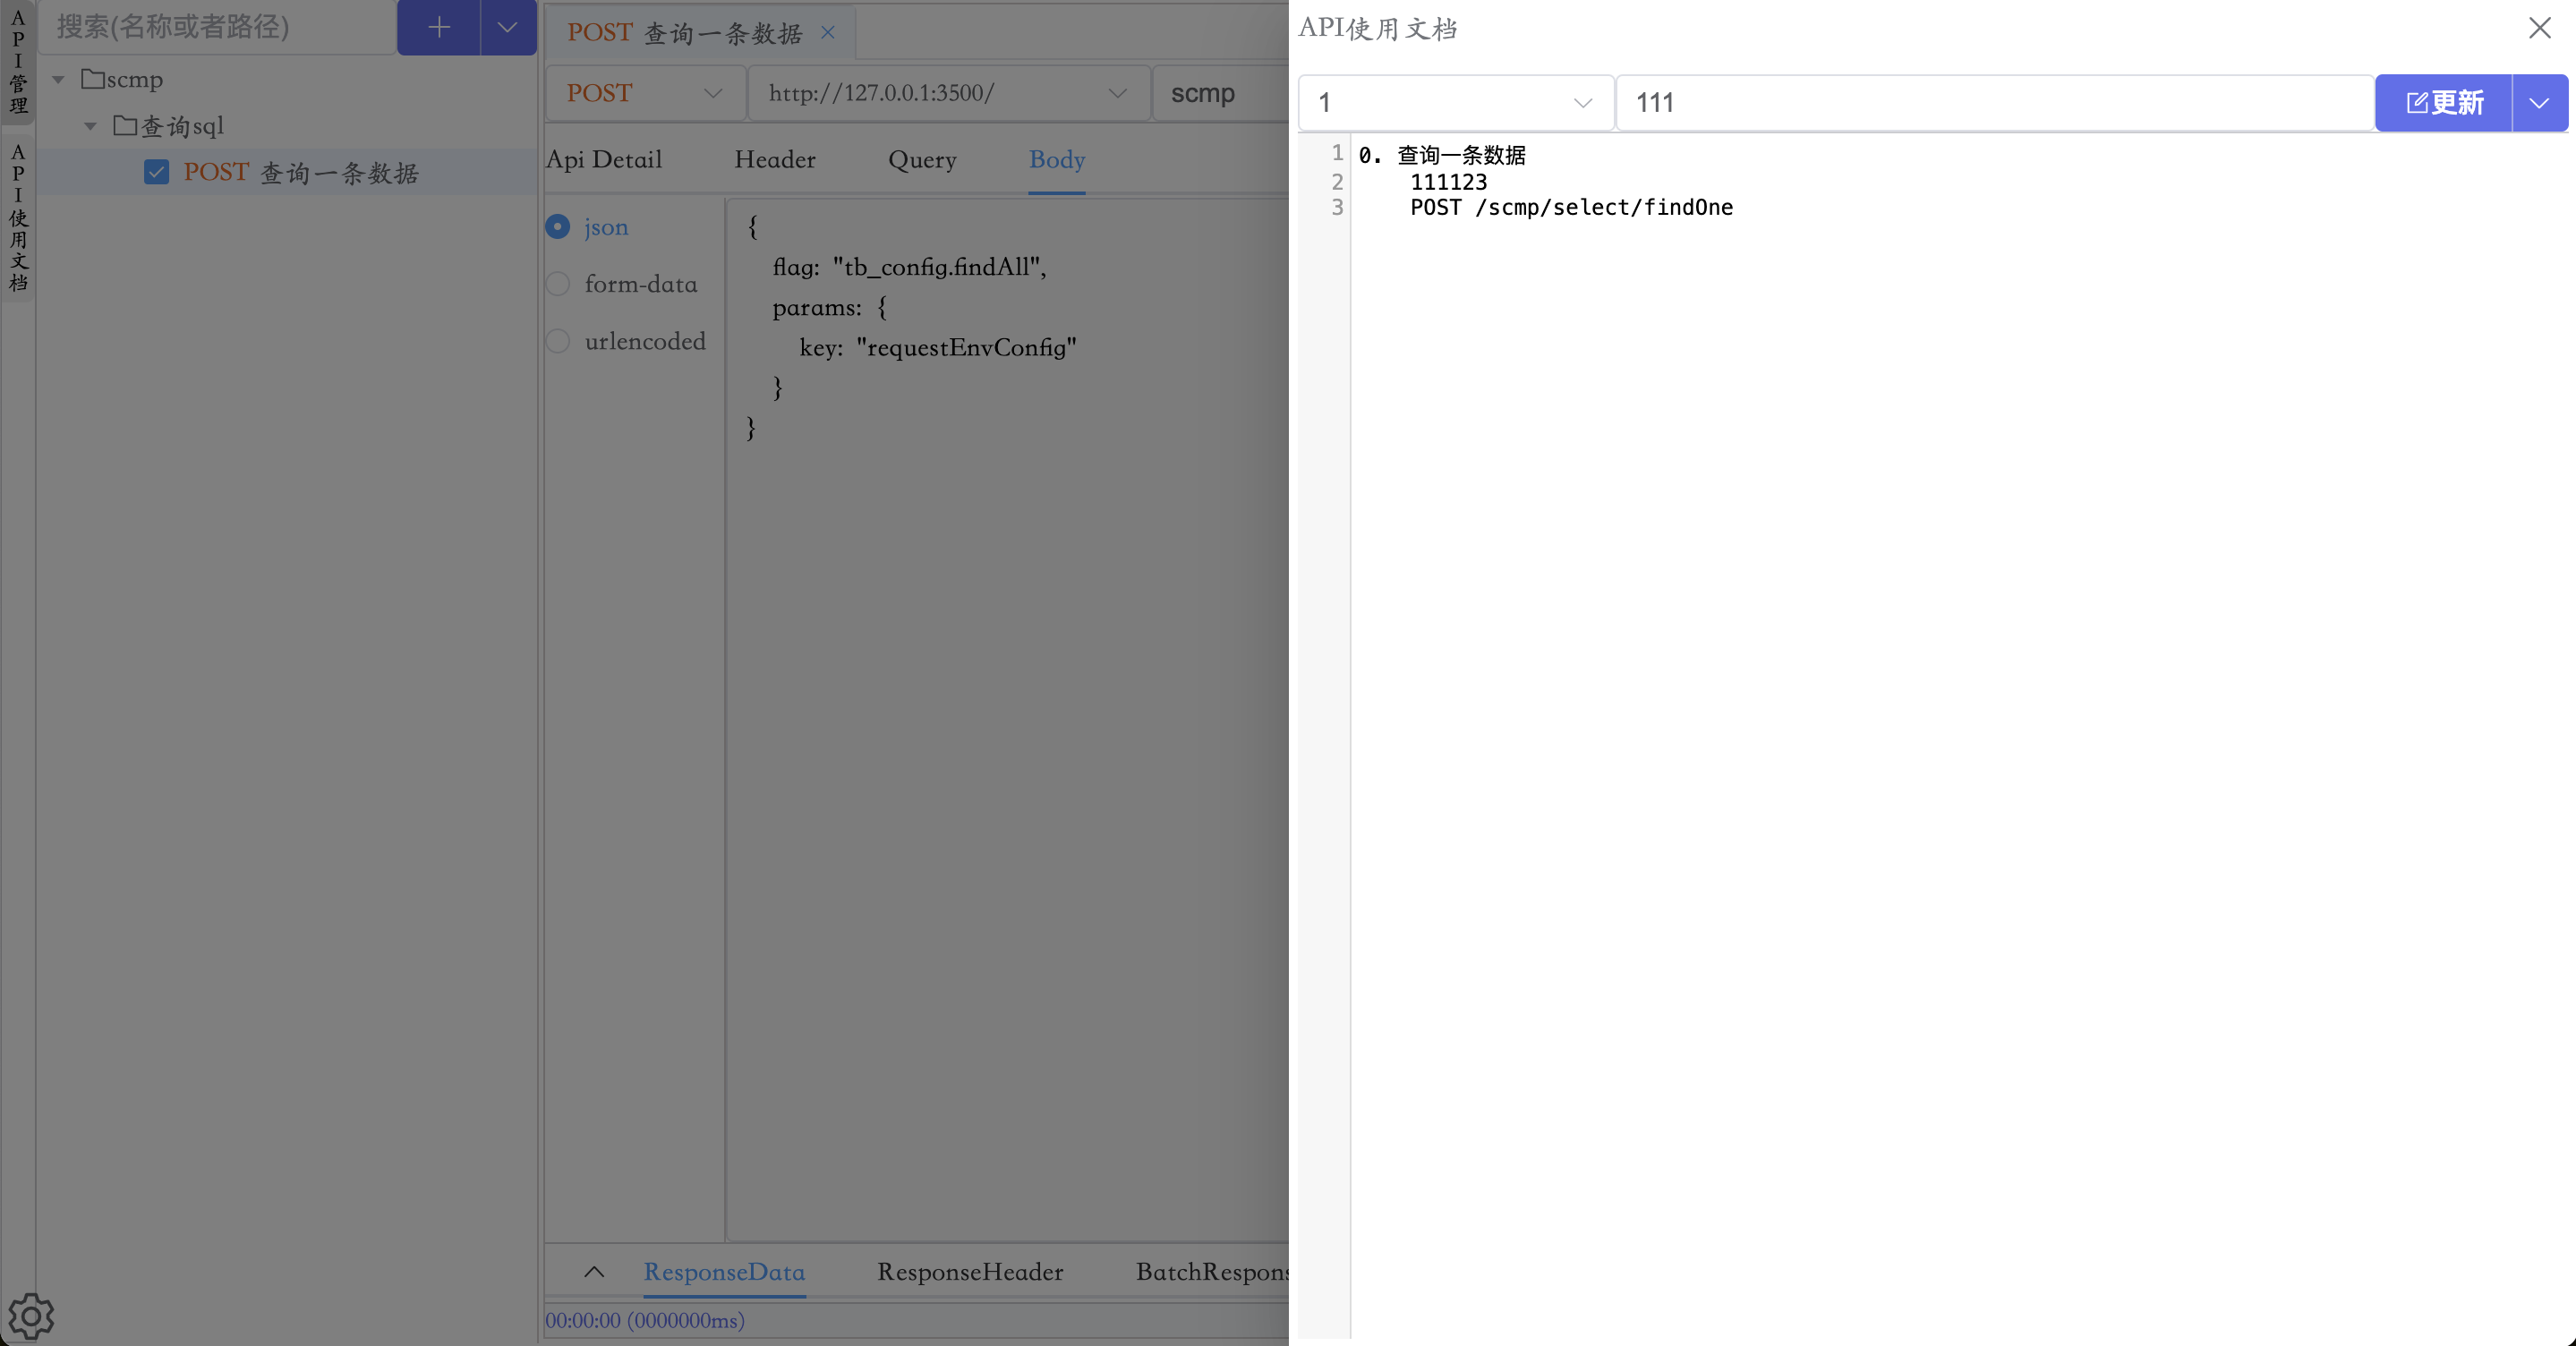 API管理
API使用文档
搜索(名称或者路径)
scmp
查询sql
POST 查询一条数据
POST 查询一条数据
POST
http://127.0.0.1:3500/
scmp
Api Detail
Header
Query
Body
json
form-data
urlencoded
{
flag: "tb_config.findAll",
params: {
key: "requestEnvConfig"
}
}
ResponseData
ResponseHeader
BatchRespons
00:00:00 (0000000ms)
API使用文档
1
111
更新
1 0. 查询一条数据
2 111123
3 POST /scmp/select/findOne